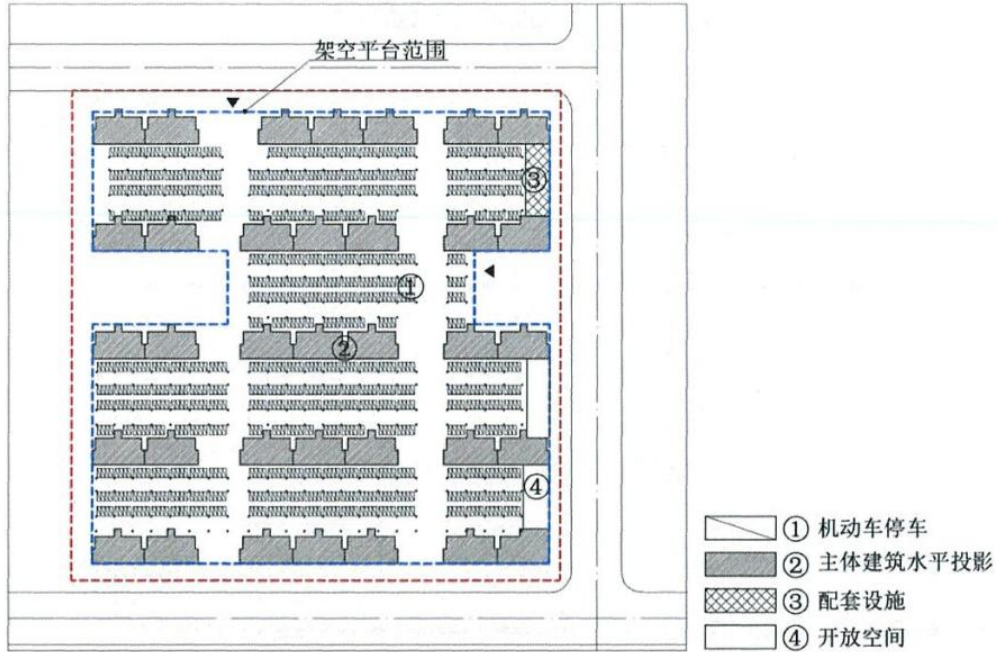 架空平台范围
③
①
②
④
① 机动车停车
② 主体建筑水平投影
③ 配套设施
④ 开放空间